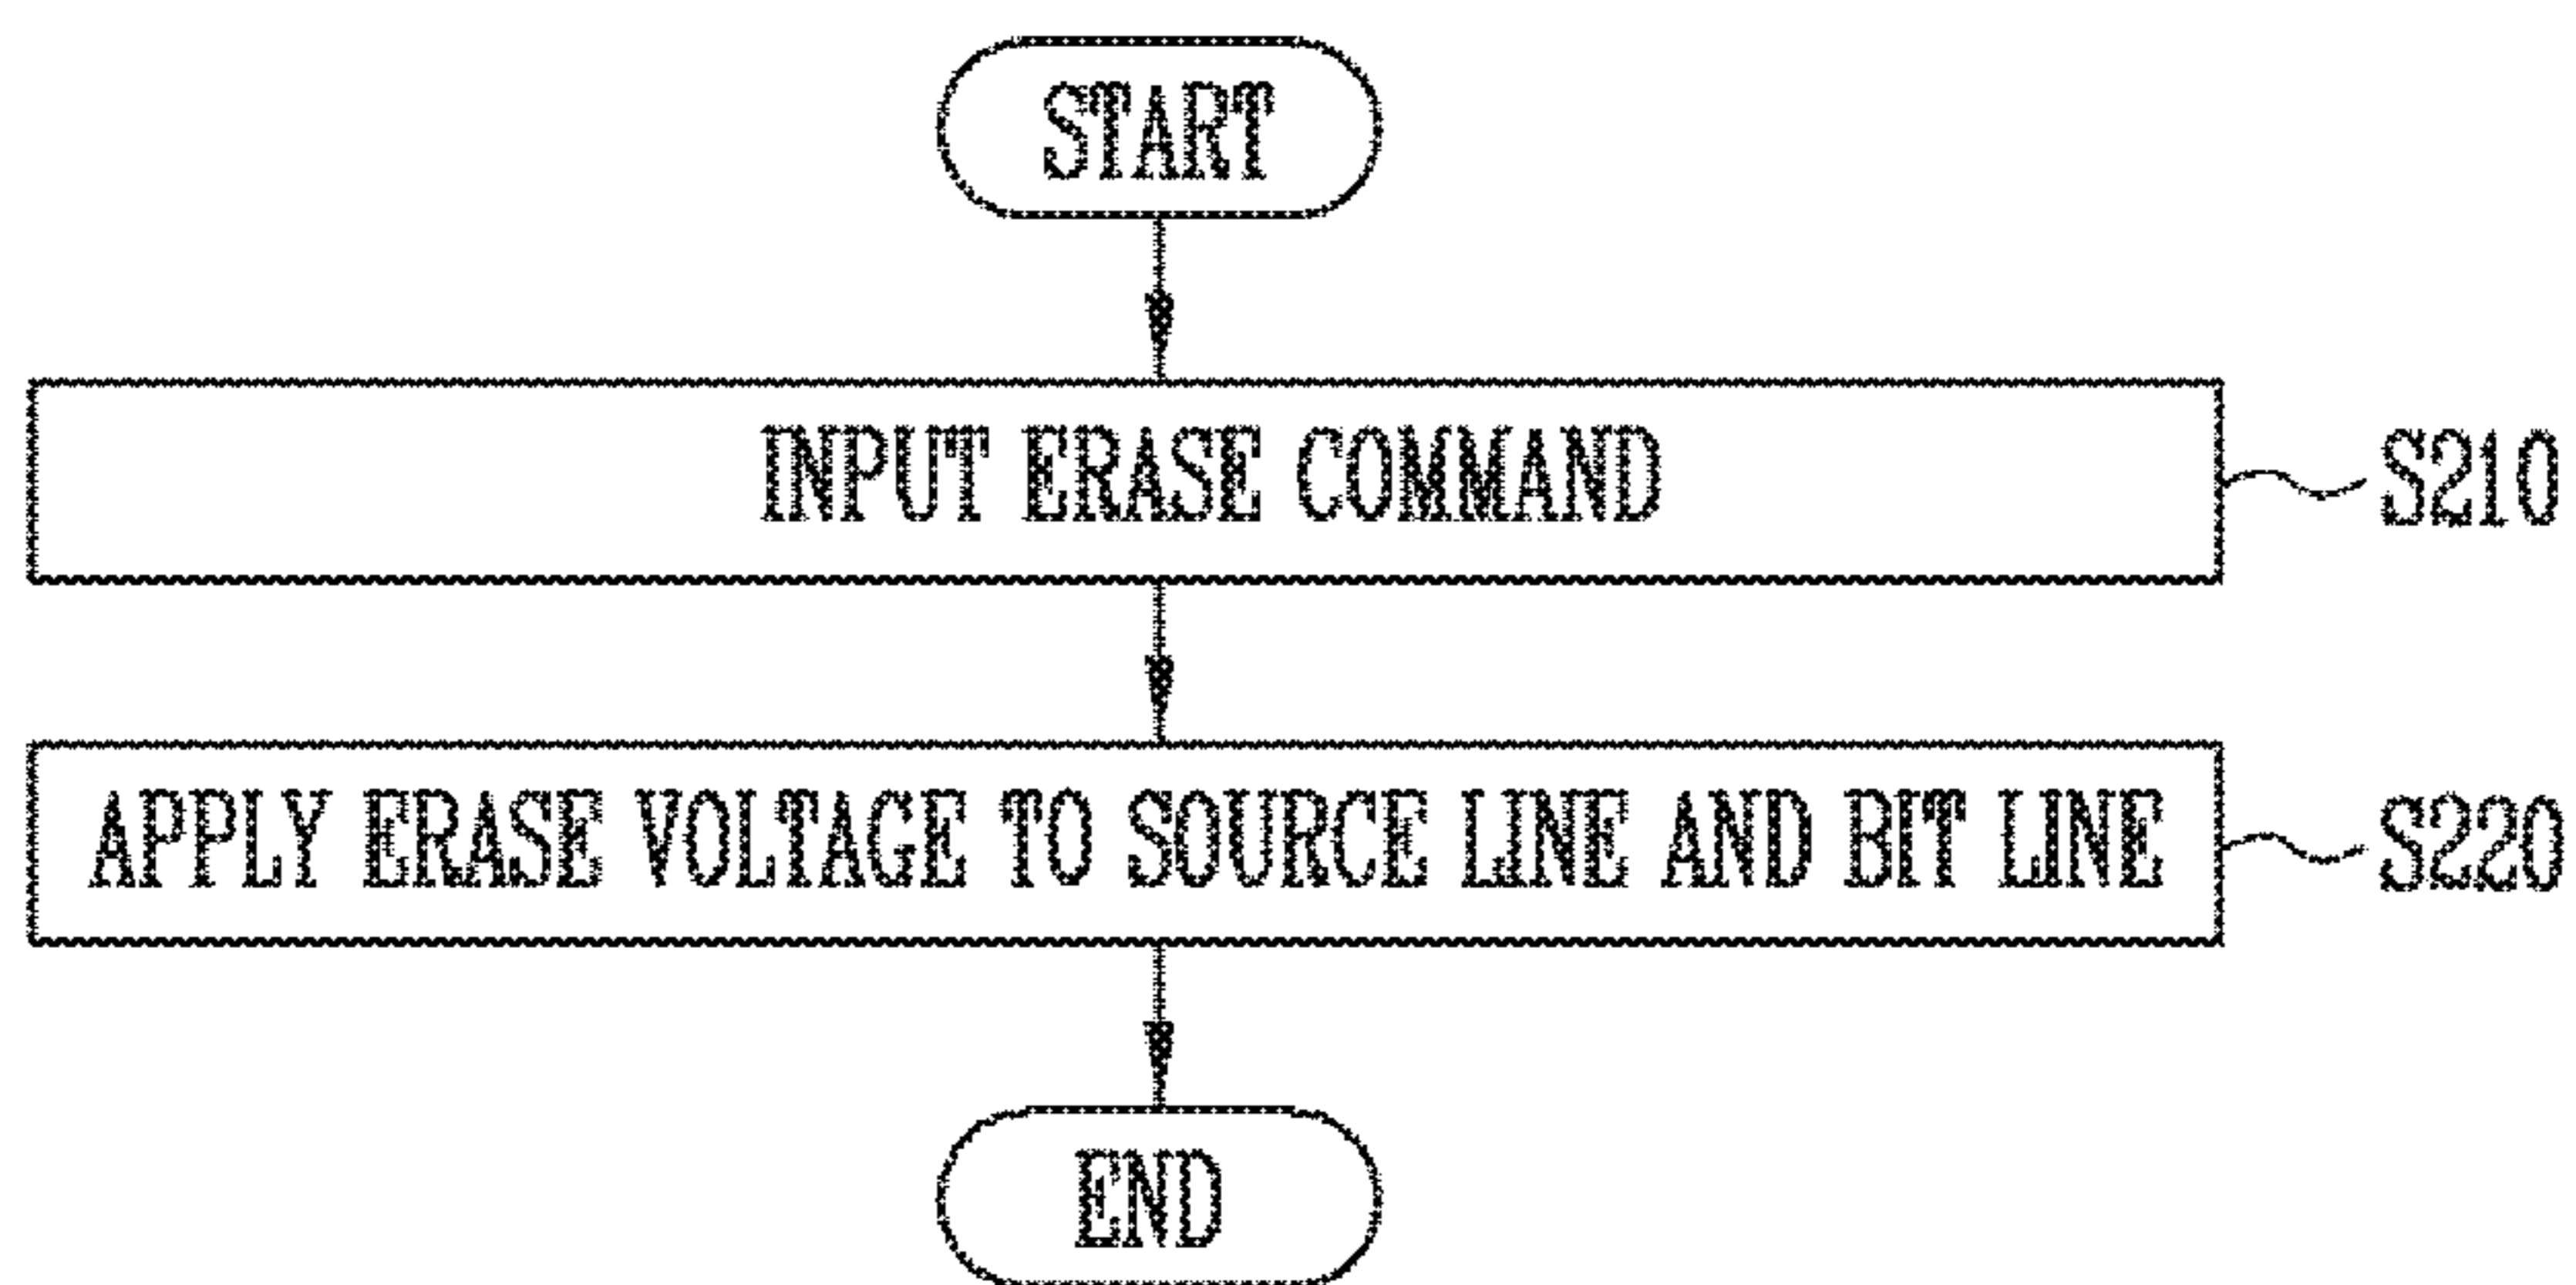 START
INPUT ERASE COMMAND
S210
APPLY ERASE VOLTAGE TO SOURCE LINE AND BIT LINE
S220
END